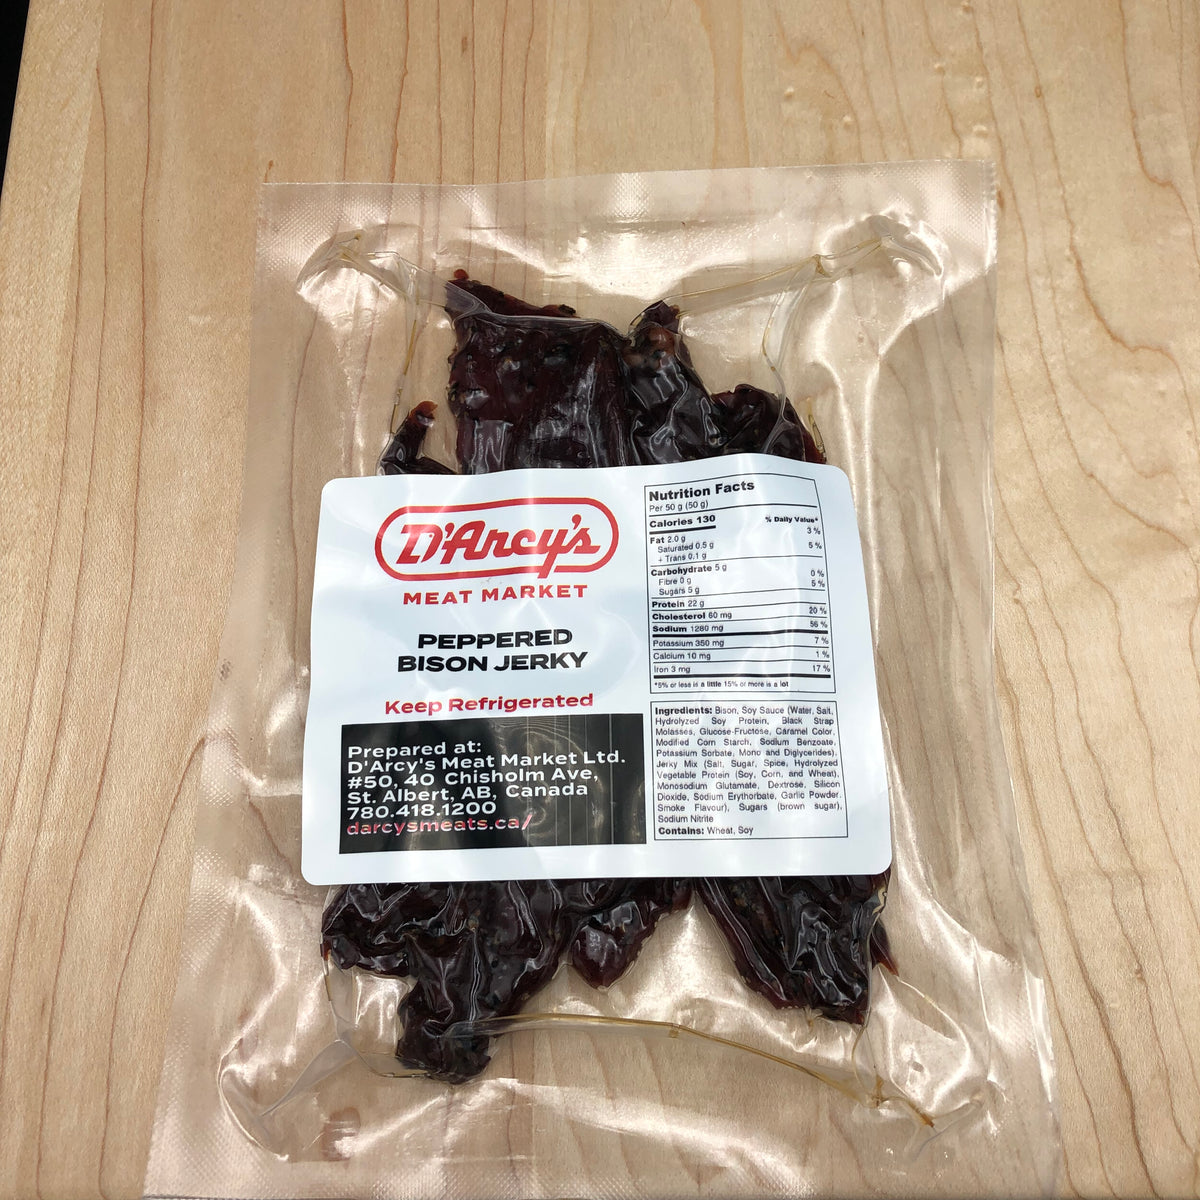 D'Arcy's
MEAT MARKET
PEPPERED
BISON JERKY
Keep Refrigerated
Prepared at:
D'Arcy's Meat Market Ltd.
#50, 40 Chisholm Ave,
St. Albert, AB, Canada
780.418.1200
darcysmeats.ca/
Nutrition Facts
Per 50 g (50 g)
Calories 130 % Daily Value*
Fat 2.0 g 3 %
Saturated 0.5 g 5 %
+ Trans 0.1 g
Carbohydrate 5 g
Fibre 0 g 0 %
Sugars 5 g 5 %
Protein 22 g
Cholesterol 60 mg 20 %
Sodium 1280 mg 56 %
Potassium 350 mg 7 %
Calcium 10 mg 1 %
Iron 3 mg 17 %
*5% or less is a little 15% or more is a lot
Ingredients: Bison, Soy Sauce (Water, Salt,
Hydrolyzed Soy Protein, Black Strap
Molasses, Glucose-Fructose, Caramel Color,
Modified Corn Starch, Sodium Benzoate,
Potassium Sorbate, Mono and Diglycerides),
Jerky Mix (Salt, Sugar, Spice, Hydrolyzed
Vegetable Protein (Soy, Corn, and Wheat),
Monosodium Glutamate, Dextrose, Silicon
Dioxide, Sodium Erythorbate, Garlic Powder,
Smoke Flavour), Sugars (brown sugar),
Sodium Nitrite
Contains: Wheat, Soy